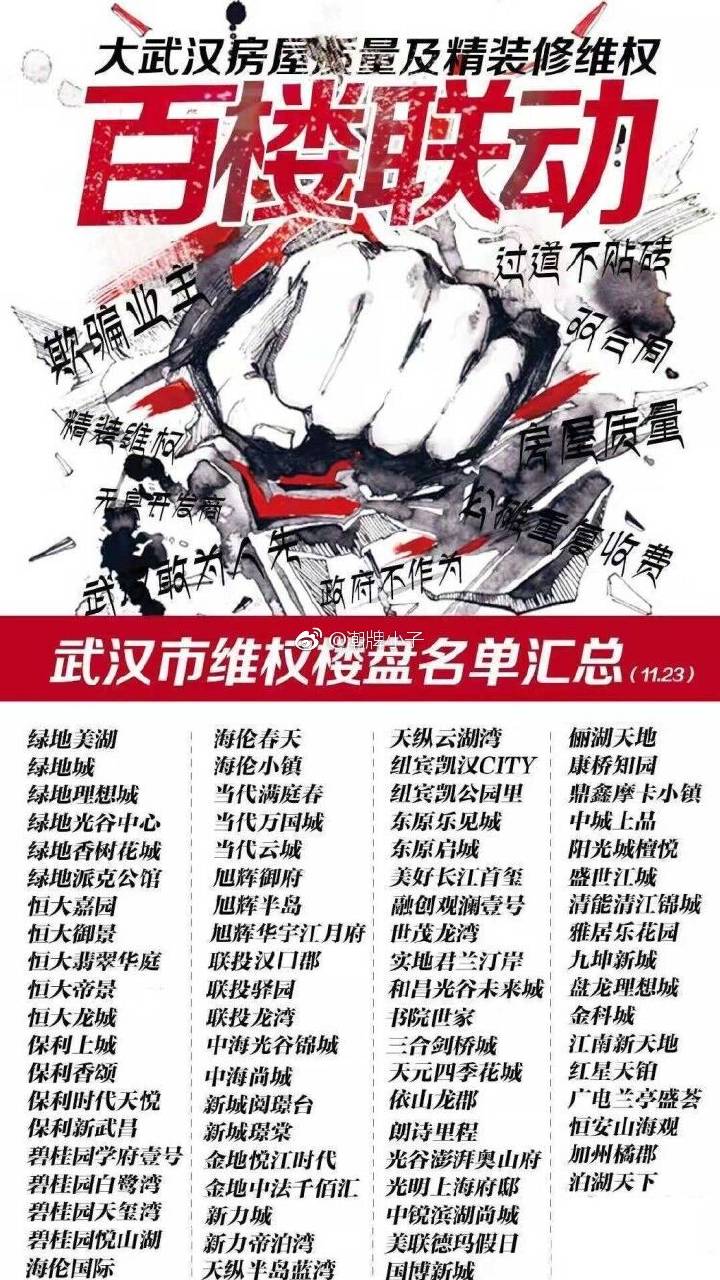 大武汉房屋质量及精装修维权
百楼联动
过道不贴砖
欺骗业主
弱合同
精装维权
房屋质量
无良开发商
公摊重复收费
武汉敢为人先
政府不作为
@潮牌小子
武汉市维权楼盘名单汇总(11.23)
绿地美湖
绿地城
绿地理想城
绿地光谷中心
绿地香树花城
绿地派克公馆
恒大嘉园
恒大御景
恒大翡翠华庭
恒大帝景
恒大龙城
保利上城
保利香颂
保利时代天悦
保利新武昌
碧桂园学府壹号
碧桂园白鹭湾
碧桂园天玺湾
碧桂园悦山湖
海伦国际
海伦春天
海伦小镇
当代满庭春
当代万国城
当代云城
旭辉御府
旭辉半岛
旭辉华宇江月府
联投汉口郡
联投驿园
联投龙湾
中海光谷锦城
中海尚城
新城阅璟台
新城璟棠
金地悦江时代
金地中法千佰汇
新力城
新力帝泊湾
天纵半岛蓝湾
天纵云湖湾
纽宾凯汉CITY
纽宾凯公园里
东原乐见城
东原启城
美好长江首玺
融创观澜壹号
世茂龙湾
实地君兰汀岸
和昌光谷未来城
书院世家
三合剑桥城
天元四季花城
依山龙郡
朗诗里程
光谷澎湃奥山府
光明上海府邸
中锐滨湖尚城
美联德玛假日
国博新城
俪湖天地
康桥知园
鼎鑫摩卡小镇
中城上品
阳光城檀悦
盛世江城
清能清江锦城
雅居乐花园
九坤新城
盘龙理想城
金科城
江南新天地
红星天铂
广电兰亭盛荟
恒安山海观
加州橘郡
泊湖天下